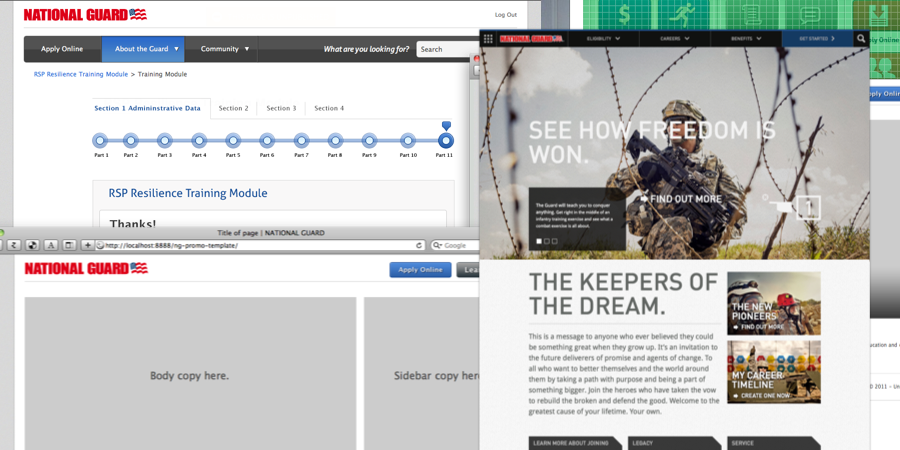 NATIONAL GUARD
Log Out
Apply Online
About the Guard
Community
What are you looking for?
Search
RSP Resilience Training Module > Training Module
Section 1 Admininstrative Data
Section 2
Section 3
Section 4
Part 1
Part 2
Part 3
Part 4
Part 5
Part 6
Part 7
Part 8
Part 9
Part 10
Part 11
RSP Resilience Training Module
Thanks!
Title of page | NATIONAL GUARD
http://localhost:8888/ng-promo-template/
Google
NATIONAL GUARD
Apply Online
Lea
Body copy here.
Sidebar copy here
NATIONAL GUARD
ELIGIBILITY
CAREERS
BENEFITS
GET STARTED
SEE HOW FREEDOM IS
WON.
FIND OUT MORE
The Guard will teach you to conquer
anything. Get right in the middle of an
infantry training exercise and see what a
combat exercise is all about.
1
THE KEEPERS OF
THE DREAM.
This is a message to anyone who ever believed they could
be something great when they grow up. It's an invitation to
the future deliverers of promise and agents of change. To
all who want to better themselves and the world around
them by taking a path with purpose and being a part of
something bigger. Join the heroes who have taken the vow
to rebuild the broken and defend the good. Welcome to the
greatest cause of your lifetime. Your own.
THE NEW
PIONEERS
FIND OUT MORE
MY CAREER
TIMELINE
CREATE ONE NOW
LEARN MORE ABOUT JOINING
LEGACY
SERVICE
$
pply Online
pply Onli
ucation and
D 2011 - Un